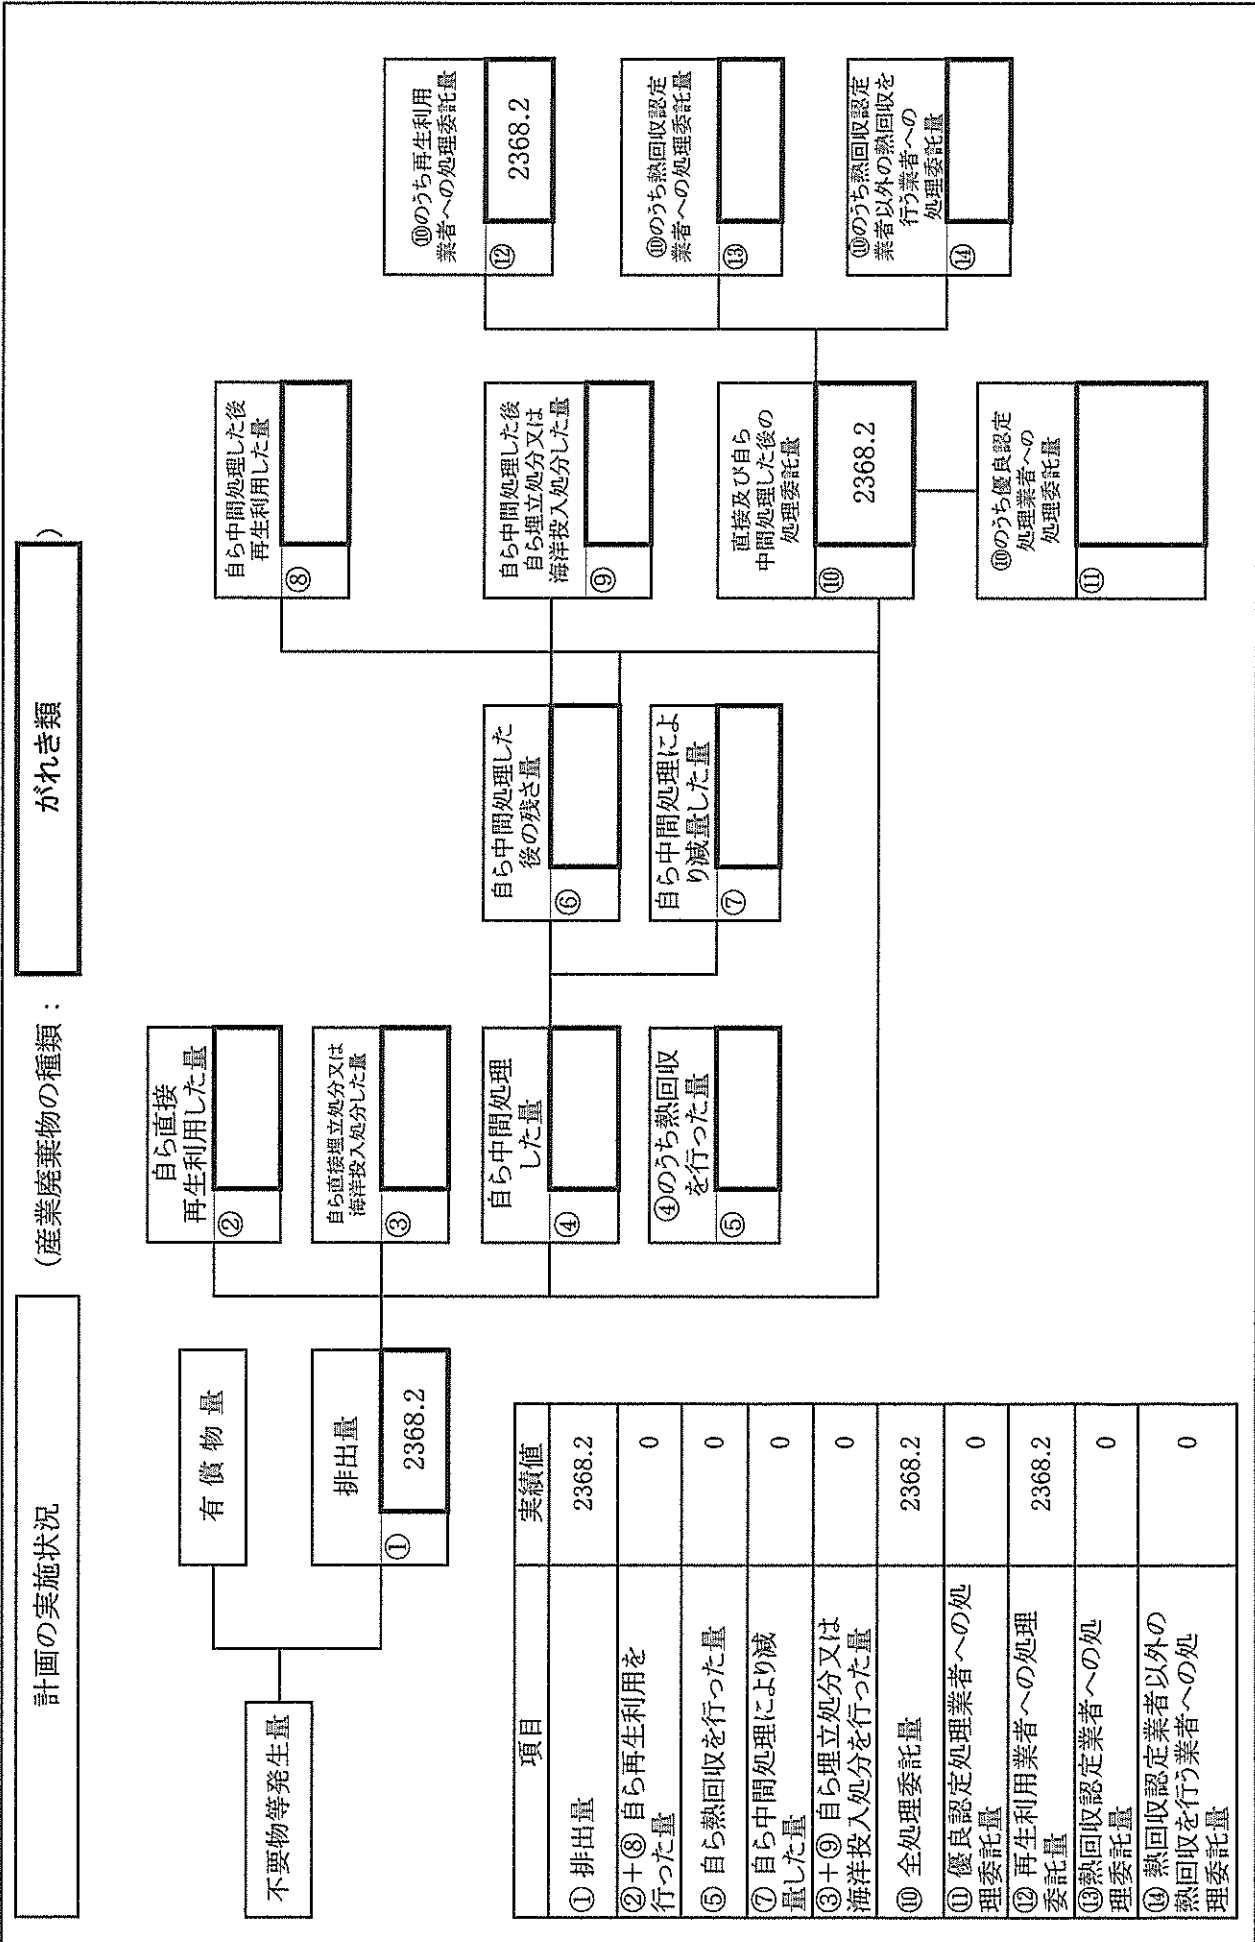 計画の実施状況
(産業廃棄物の種類：
がれき類
)
不要物等発生量
有償物量
排出量
①
2368.2
自ら直接
再生利用した量
②
自ら直接埋立処分又は
海洋投入処分した量
③
自ら中間処理
した量
④
④のうち熱回収
を行った量
⑤
自ら中間処理した
後の残さ量
⑥
自ら中間処理によ
り減量した量
⑦
自ら中間処理した後
再生利用した量
⑧
自ら中間処理した後
自ら埋立処分又は
海洋投入処分した量
⑨
直接及び自ら
中間処理した後の
処理委託量
⑩
2368.2
⑩のうち優良認定
処理業者への
処理委託量
⑪
⑩のうち再生利用
業者への処理委託量
⑫
2368.2
⑩のうち熱回収認定
業者への処理委託量
⑬
⑩のうち熱回収認定
業者以外の熱回収を
行う業者への
処理委託量
⑭
項目
実績値
① 排出量
2368.2
②+⑧ 自ら再生利用を
行った量
0
⑤ 自ら熱回収を行った量
0
⑦ 自ら中間処理により減
量した量
0
③+⑨ 自ら埋立処分又は
海洋投入処分を行った量
0
⑩ 全処理委託量
2368.2
⑪ 優良認定処理業者への処
理委託量
0
⑫ 再生利用業者への処理
委託量
2368.2
⑬熱回収認定業者への処
理委託量
0
⑭ 熱回収認定業者以外の
熱回収を行う業者への処
理委託量
0